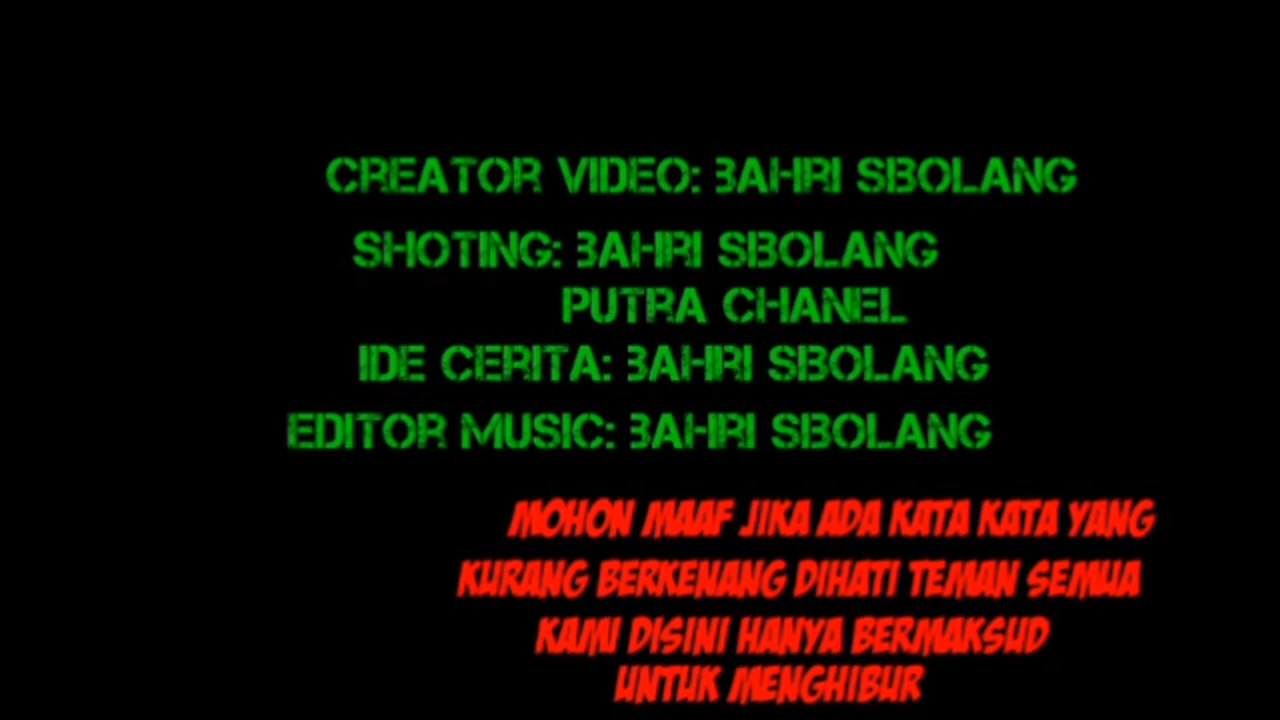 CREATOR VIDEO: BAHRI SBOLANG
SHOTING: BAHRI SBOLANG
PUTRA CHANEL
IDE CERITA: BAHRI SBOLANG
EDITOR MUSIC: BAHRI SBOLANG
MOHON MAAF JIKA ADA KATA KATA YANG
KURANG BERKENANG DIHATI TEMAN SEMUA
KAMI DISINI HANYA BERMAKSUD
UNTUK MENGHIBUR